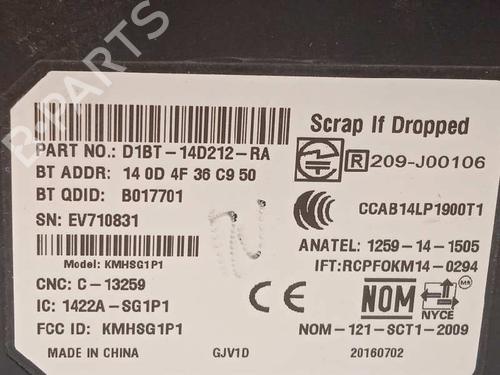 Scrap If Dropped
PART NO.: D1BT-14D212-RA
R 209-J00106
BT ADDR: 14 0D 4F 36 C9 50
BT QDID: B017701
CCAB14LP1900T1
SN: EV710831
ANATEL: 1259-14-1505
Model: KMHSG1P1
IFT:RCPFOKM14-0294
CNC: C-13259
IC: 1422A-SG1P1
CE
NOM
NYCE
FCC ID: KMHSG1P1
NOM-121-SCT1-2009
MADE IN CHINA
GJV1D
20160702
B-PARTS